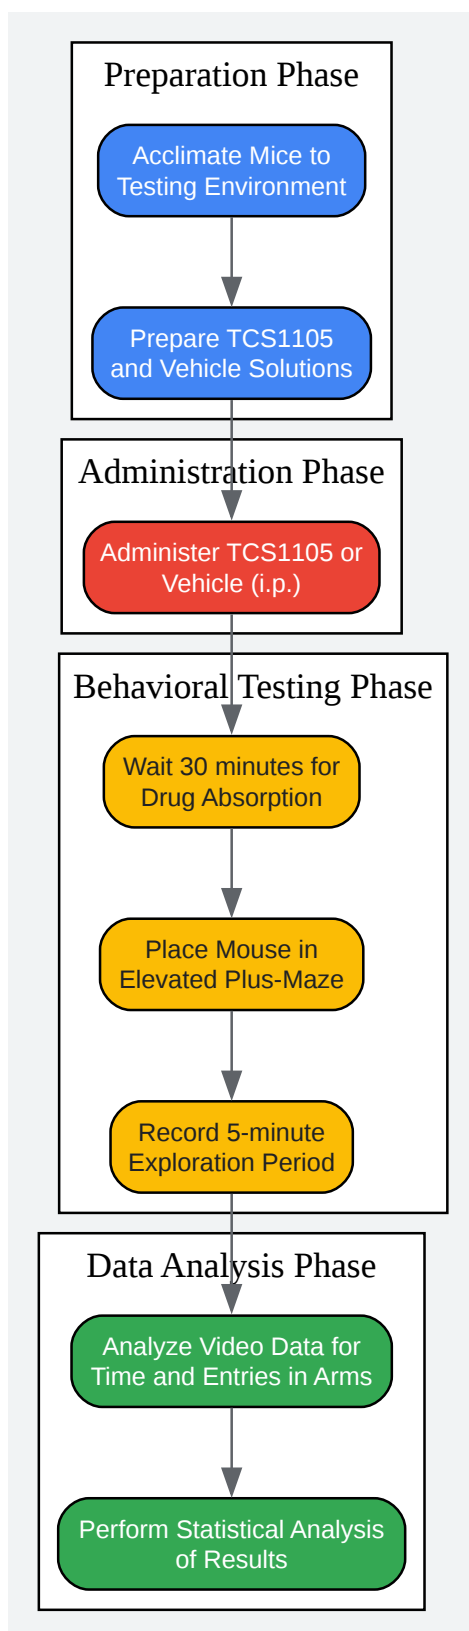 Preparation Phase
Acclimate Mice to
Testing Environment
Prepare TCS1105
and Vehicle Solutions
Administration Phase
Administer TCS1105 or
Vehicle (i.p.)
Behavioral Testing Phase
Wait 30 minutes for
Drug Absorption
Place Mouse in
Elevated Plus-Maze
Record 5-minute
Exploration Period
Data Analysis Phase
Analyze Video Data for
Time and Entries in Arms
Perform Statistical Analysis
of Results